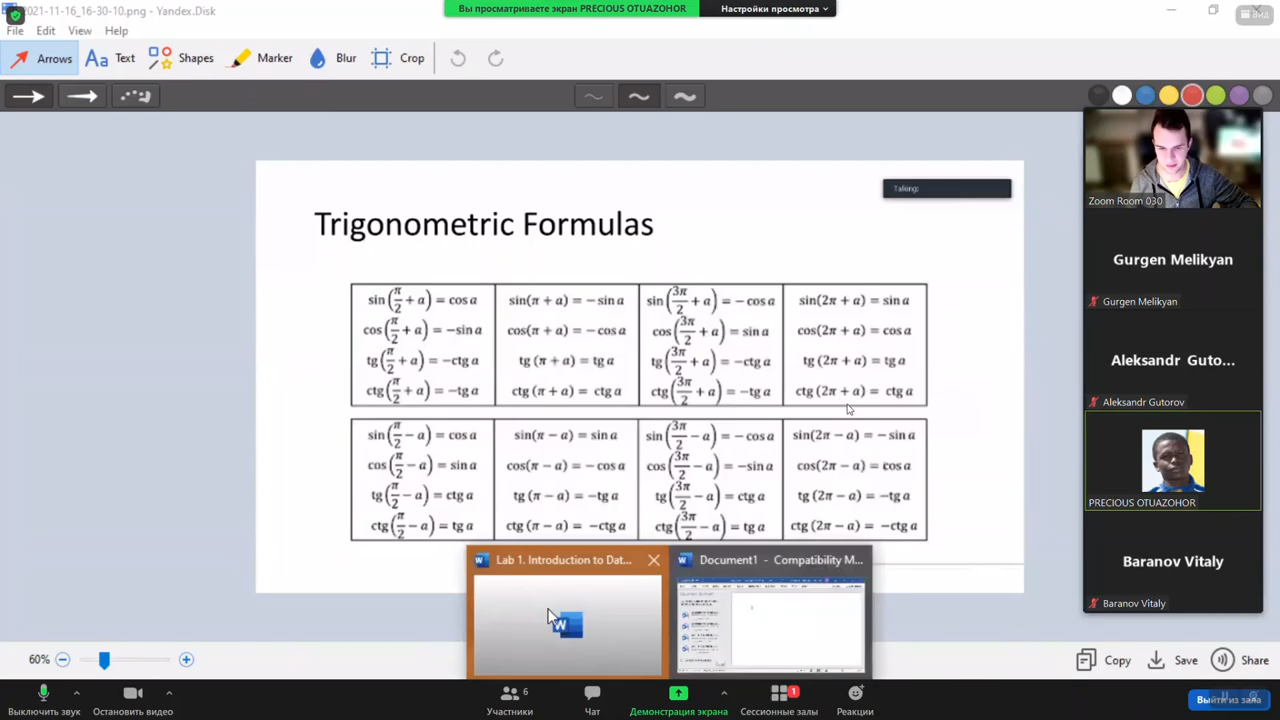 2021-11-16_16-30-10.png - Yandex.Disk
Вы просматриваете экран PRECIOUS OTUAZOHOR
Настройки просмотра
Вид
File Edit View Help
Arrows Aa Text Shapes Marker Blur Crop
Talking:
Trigonometric Formulas
sin(π/2 + a) = cos a sin(π + a) = −sin a sin(3π/2 + a) = −cos a sin(2π + a) = sin a
cos(π/2 + a) = −sin a cos(π + a) = −cos a cos(3π/2 + a) = sin a cos(2π + a) = cos a
tg(π/2 + a) = −ctg a tg (π + a) = tg a tg(3π/2 + a) = −ctg a tg (2π + a) = tg a
ctg(π/2 + a) = −tg a ctg (π + a) = ctg a ctg(3π/2 + a) = −tg a ctg (2π + a) = ctg a
sin(π/2 − a) = cos a sin(π − a) = sin a sin(3π/2 − a) = −cos a sin(2π − a) = −sin a
cos(π/2 − a) = sin a cos(π − a) = −cos a cos(3π/2 − a) = −sin a cos(2π − a) = cos a
tg(π/2 − a) = ctg a tg (π − a) = −tg a tg(3π/2 − a) = ctg a tg (2π − a) = −tg a
ctg(π/2 − a) = tg a ctg (π − a) = −ctg a ctg(3π/2 − a) = tg a ctg (2π − a) = −ctg a
Lab 1. Introduction to Dat...
Document1 - Compatibility M...
Zoom Room 030
Gurgen Melikyan
Gurgen Melikyan
Aleksandr Guto...
Aleksandr Gutorov
PRECIOUS OTUAZOHOR
Baranov Vitaly
Baranov Vitaly
60%
Copy Save Share
6
1
Выключить звук Остановить видео Участники Чат Демонстрация экрана Сессионные залы Реакции Выйти из зала